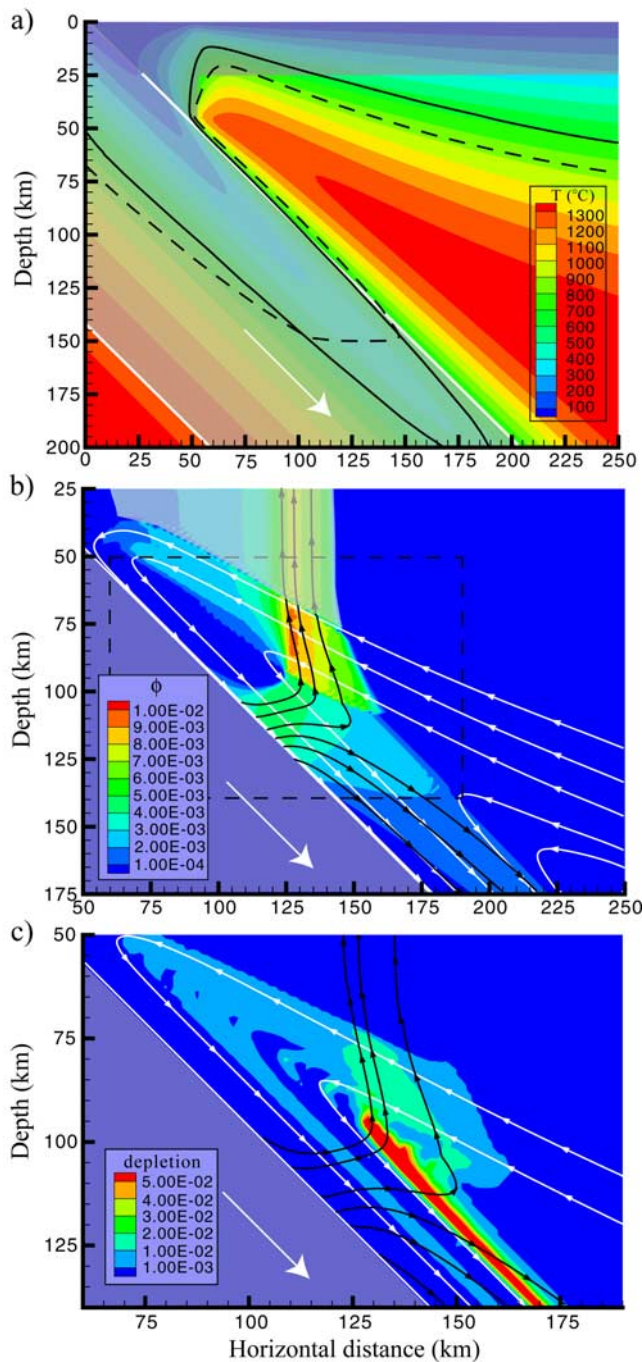 a)
0
25
50
75
100
125
150
175
200
Depth (km)
T (°C)
1300
1200
1100
1000
900
800
700
600
500
400
300
200
100
0 25 50 75 100 125 150 175 200 225 250
b)
25
50
75
100
125
150
175
Depth (km)
ϕ
1.00E-02
9.00E-03
8.00E-03
7.00E-03
6.00E-03
5.00E-03
4.00E-03
3.00E-03
2.00E-03
1.00E-04
50 75 100 125 150 175 200 225 250
c)
50
75
100
125
Depth (km)
depletion
5.00E-02
4.00E-02
3.00E-02
2.00E-02
1.00E-02
1.00E-03
75 100 125 150 175
Horizontal distance (km)